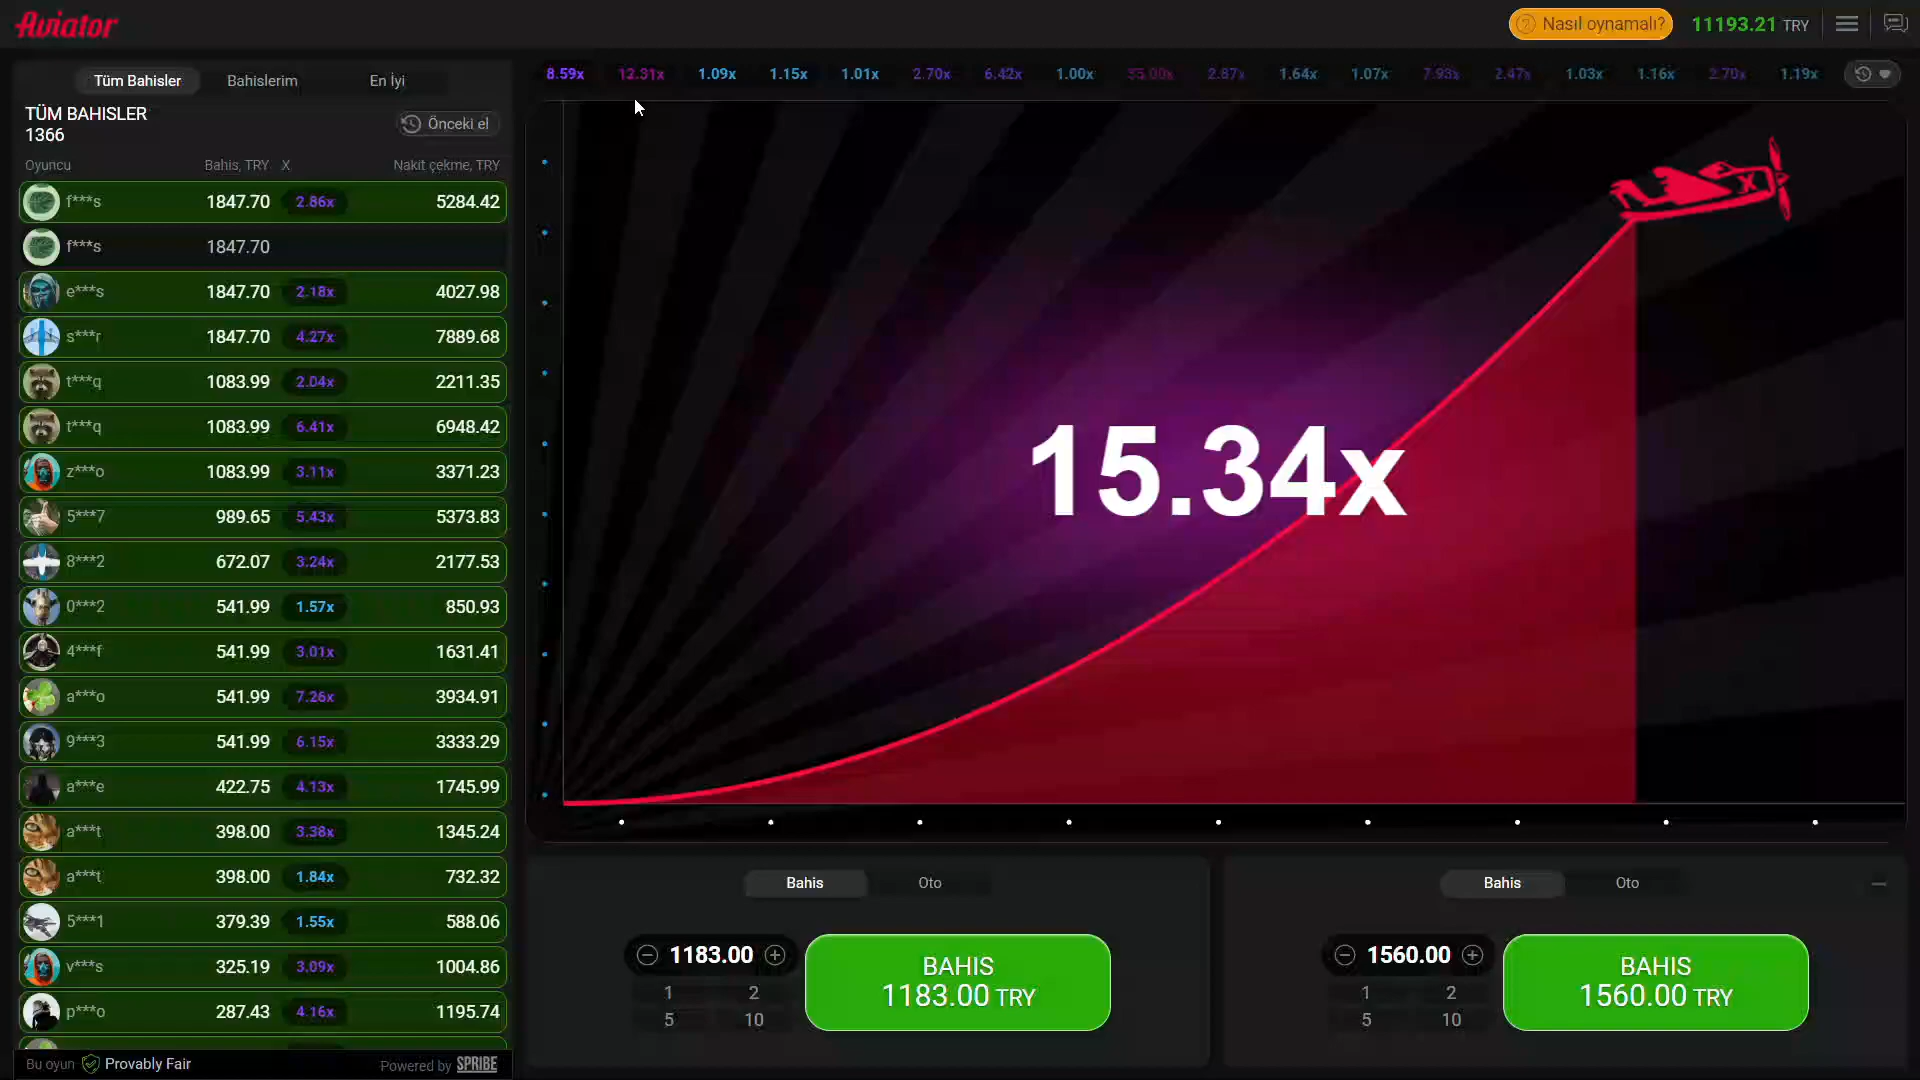 Aviator
Nasıl oynamalı?
11193.21 TRY
Tüm Bahisler
Bahislerim
En İyi
8.59x 12.31x 1.09x 1.15x 1.01x 2.70x 6.42x 1.00x 2.87x 1.64x 1.07x 7.93x 2.47x 1.03x 1.16x 2.70x 1.19x
TÜM BAHISLER
1366
Önceki el
Oyuncu Bahis, TRY X Nakit çekme, TRY
f***s 1847.70 2.86x 5284.42
f***s 1847.70
e***s 1847.70 2.18x 4027.98
s***r 1847.70 4.27x 7889.68
t***q 1083.99 2.04x 2211.35
t***q 1083.99 6.41x 6948.42
z***o 1083.99 3.11x 3371.23
5***7 989.65 5.43x 5373.83
8***2 672.07 3.24x 2177.53
0***2 541.99 1.57x 850.93
4***f 541.99 3.01x 1631.41
a***o 541.99 7.26x 3934.91
9***3 541.99 6.15x 3333.29
a***e 422.75 4.13x 1745.99
a***t 398.00 3.38x 1345.24
a***t 398.00 1.84x 732.32
5***1 379.39 1.55x 588.06
v***s 325.19 3.09x 1004.86
p***o 287.43 4.16x 1195.74
Bu oyun Provably Fair
Powered by SPRIBE
15.34x
X
Bahis Oto
1183.00
1 2
5 10
BAHIS
1183.00 TRY
Bahis Oto
1560.00
1 2
5 10
BAHIS
1560.00 TRY